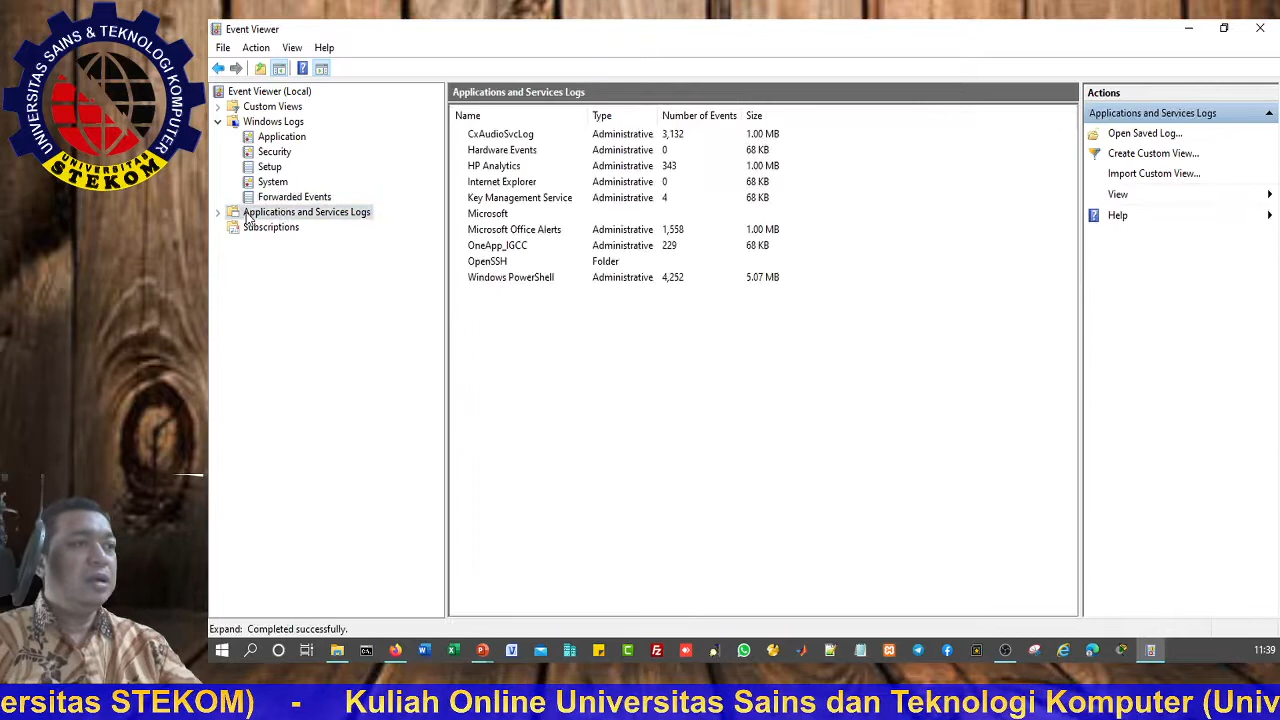 UNIVERSITAS SAINS & TEKNOLOGI KOMPUTER
UNIVERSITAS
STEKOM
Event Viewer
File Action View Help
Event Viewer (Local)
Custom Views
Windows Logs
Application
Security
Setup
System
Forwarded Events
Applications and Services Logs
Subscriptions
Applications and Services Logs
Name Type Number of Events Size
CxAudioSvcLog Administrative 3,132 1.00 MB
Hardware Events Administrative 0 68 KB
HP Analytics Administrative 343 1.00 MB
Internet Explorer Administrative 0 68 KB
Key Management Service Administrative 4 68 KB
Microsoft
Microsoft Office Alerts Administrative 1,558 1.00 MB
OneApp_IGCC Administrative 229 68 KB
OpenSSH Folder
Windows PowerShell Administrative 4,252 5.07 MB
Actions
Applications and Services Logs
Open Saved Log...
Create Custom View...
Import Custom View...
View
Help
Expand: Completed successfully.
11:39
ersitas STEKOM) - Kuliah Online Universitas Sains dan Teknologi Komputer (Univ